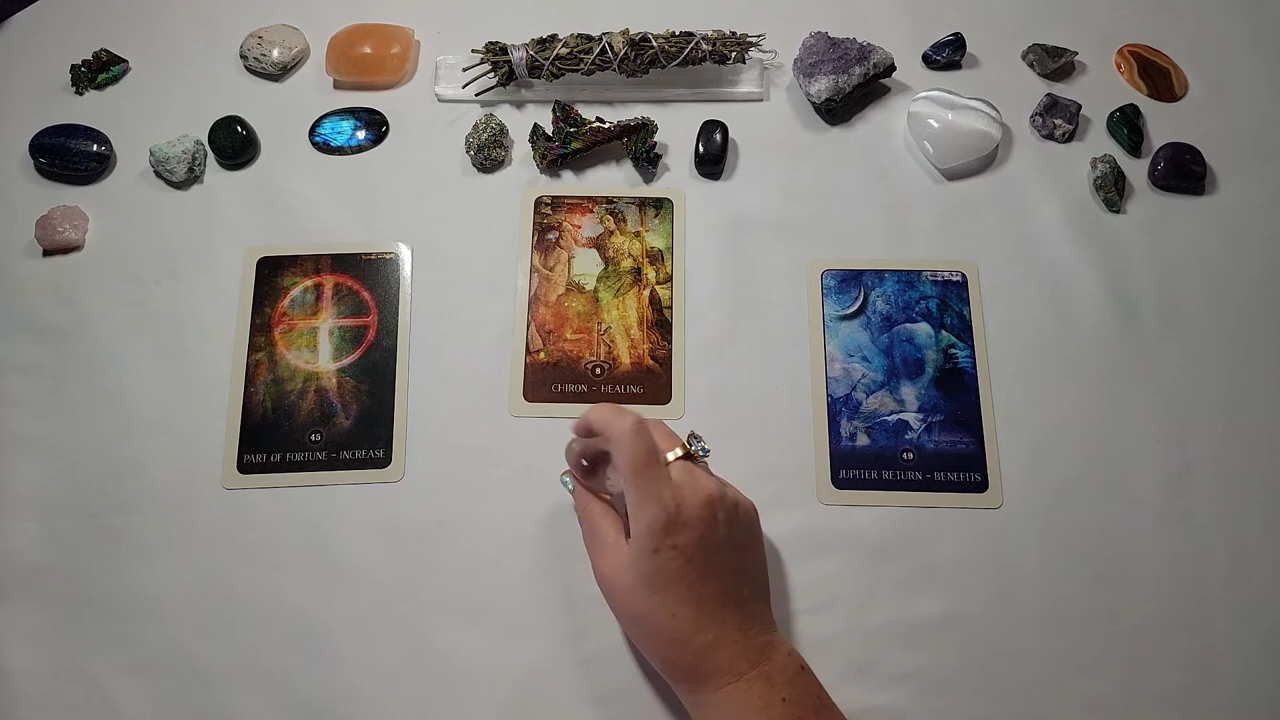 45
PART OF FORTUNE ~ INCREASE
8
CHIRON ~ HEALING
49
JUPITER RETURN ~ BENEFITS